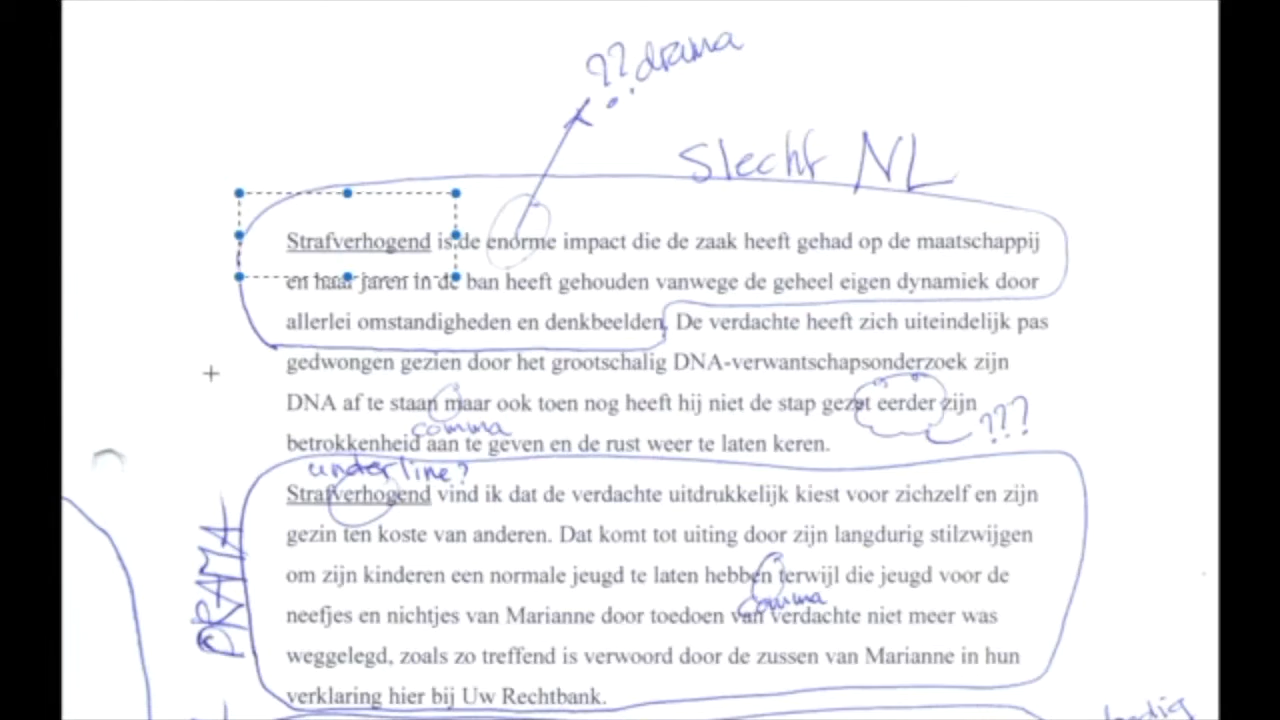 ??drama
Slecht NL
Strafverhogend is de enorme impact die de zaak heeft gehad op de maatschappij
en haar jaren in de ban heeft gehouden vanwege de geheel eigen dynamiek door
allerlei omstandigheden en denkbeelden. De verdachte heeft zich uiteindelijk pas
gedwongen gezien door het grootschalig DNA-verwantschapsonderzoek zijn
DNA af te staan maar ook toen nog heeft hij niet de stap gezet eerder zijn
???
comma
betrokkenheid aan te geven en de rust weer te laten keren.
underline?
Strafverhogend vind ik dat de verdachte uitdrukkelijk kiest voor zichzelf en zijn
gezin ten koste van anderen. Dat komt tot uiting door zijn langdurig stilzwijgen
DRAMA
om zijn kinderen een normale jeugd te laten hebben terwijl die jeugd voor de
comma
neefjes en nichtjes van Marianne door toedoen van verdachte niet meer was
weggelegd, zoals zo treffend is verwoord door de zussen van Marianne in hun
verklaring hier bij Uw Rechtbank.